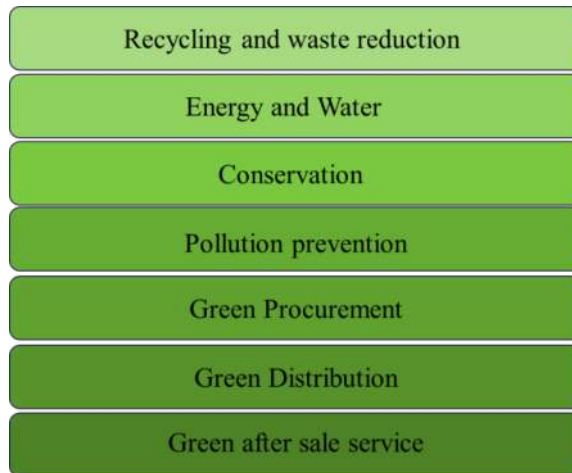 Recycling and waste reduction
Energy and Water
Conservation
Pollution prevention
Green Procurement
Green Distribution
Green after sale service